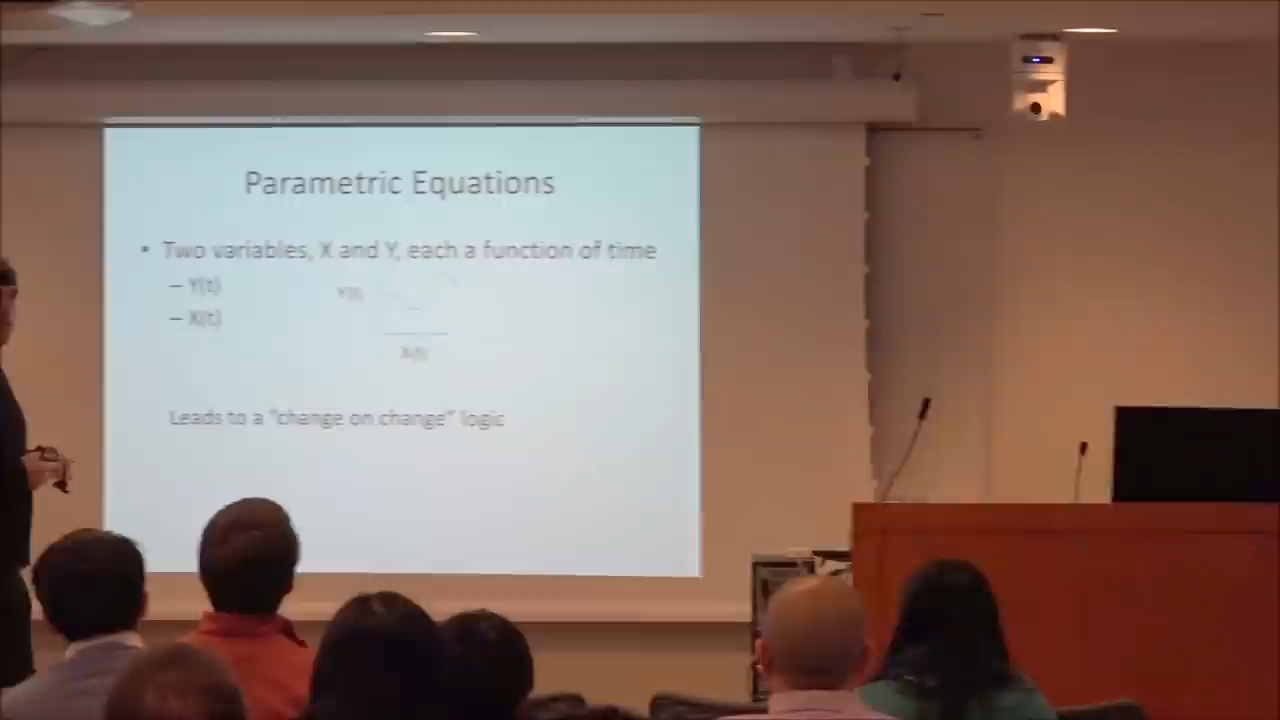 Parametric Equations
• Two variables, X and Y, each a function of time
– Y(t)
– X(t)
Y(t)
X(t)
Leads to a "change on change" logic